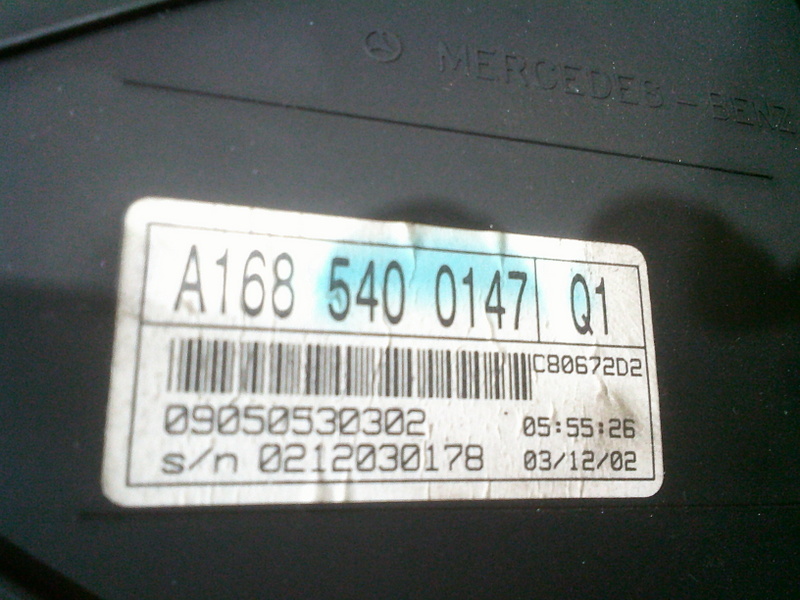 MERCEDES-BENZ
A168 540 0147 Q1
C80672D2
09050530302 05:55:26
s/n 0212030178 03/12/02